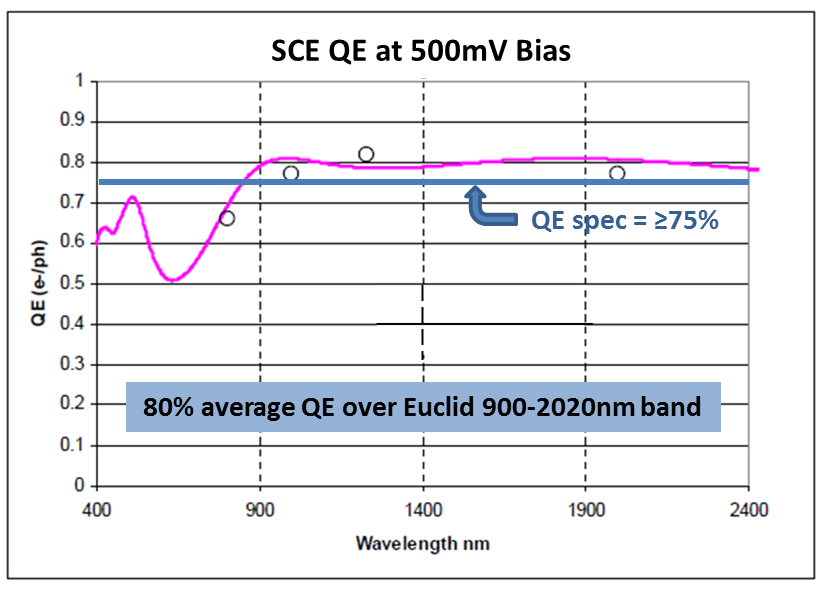 SCE QE at 500mV Bias
1
0.9
0.8
0.7
0.6
0.5
0.4
0.3
0.2
0.1
0
QE (e-/ph)
QE spec = ≥75%
80% average QE over Euclid 900-2020nm band
400 900 1400 1900 2400
Wavelength nm